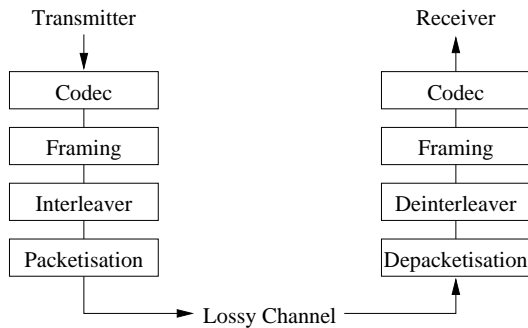 Transmitter
Codec
Framing
Interleaver
Packetisation
Lossy Channel
Receiver
Codec
Framing
Deinterleaver
Depacketisation